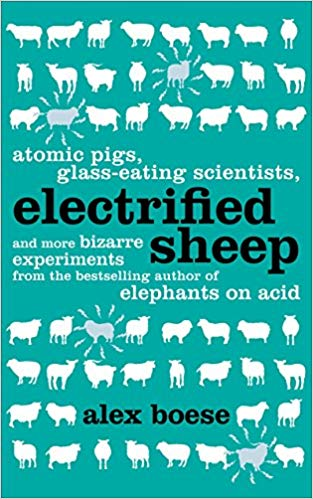 atomic pigs,
glass-eating scientists,
electrified
and more bizarre
experiments
sheep
from the bestselling author of
elephants on acid
alex boese